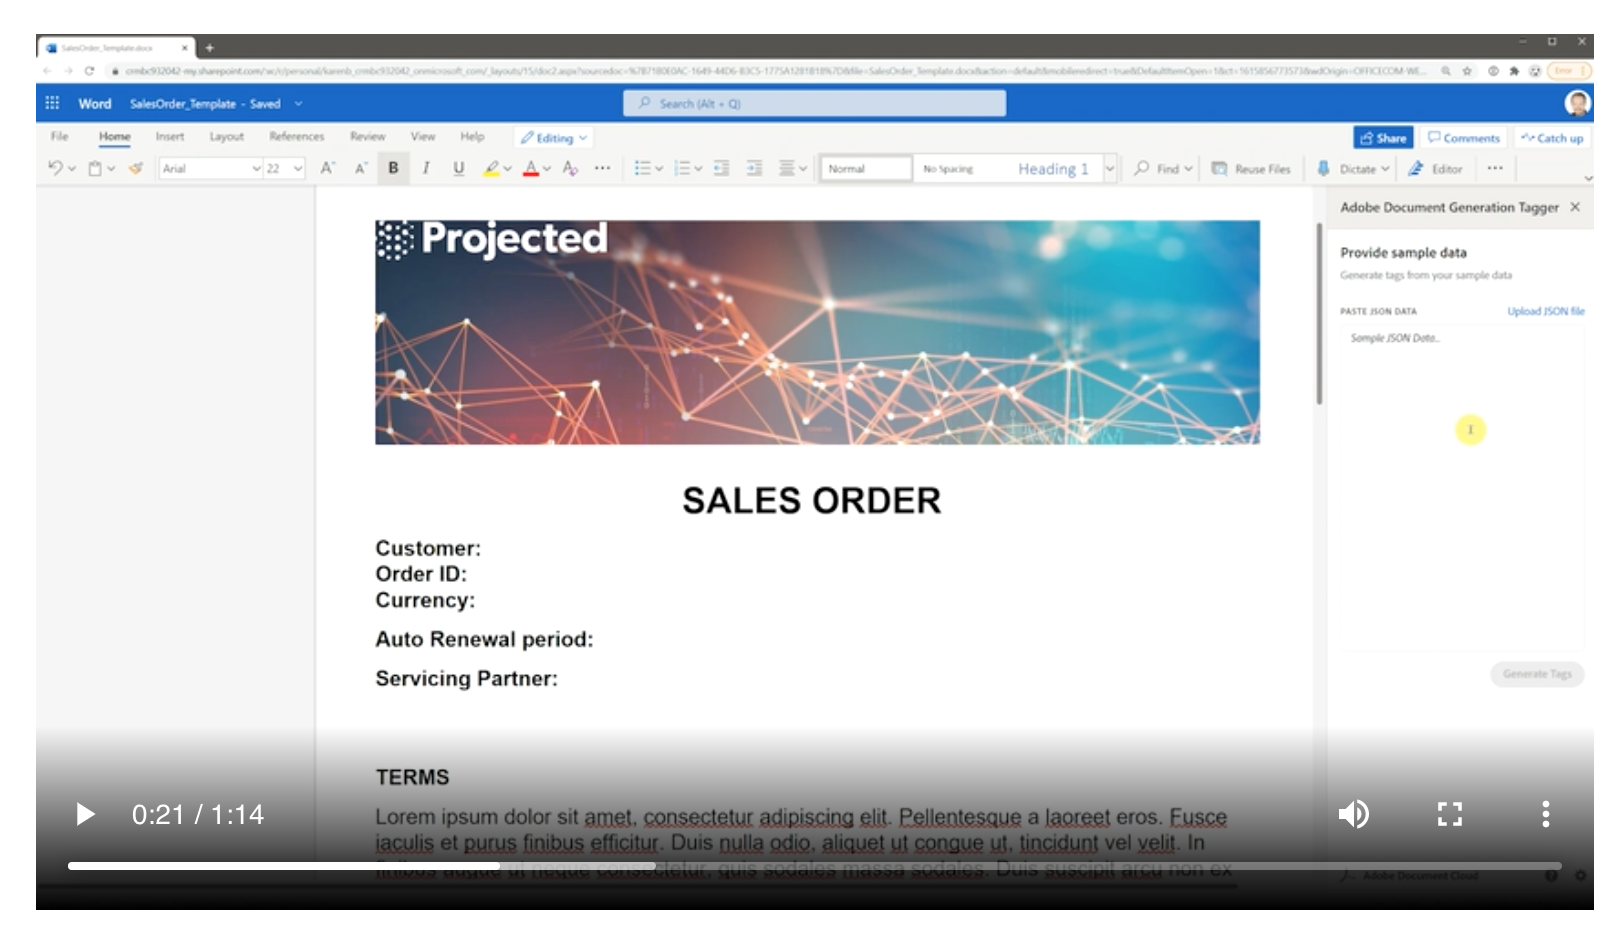 SalesOrder_Template.docx
Word SalesOrder_Template - Saved Search (Alt + Q)
File Home Insert Layout References Review View Help Editing Share Comments Catch up
Arial 22 A A B I U A A ... Normal No Spacing Heading 1 Find Reuse Files Dictate Editor ...
Adobe Document Generation Tagger
Projected
Provide sample data
Generate tags from your sample data
PASTE JSON DATA Upload JSON file
Sample JSON Data..
SALES ORDER
Customer:
Order ID:
Currency:
Auto Renewal period:
Servicing Partner:
Generate Tags
TERMS
Lorem ipsum dolor sit amet, consectetur adipiscing elit. Pellentesque a laoreet eros. Fusce
iaculis et purus finibus efficitur. Duis nulla odio, aliquet ut congue ut, tincidunt vel velit. In
finibus augue ut neque consectetur, quis sodales massa sodales. Duis suscipit arcu non ex
0:21 / 1:14
Adobe Document Cloud